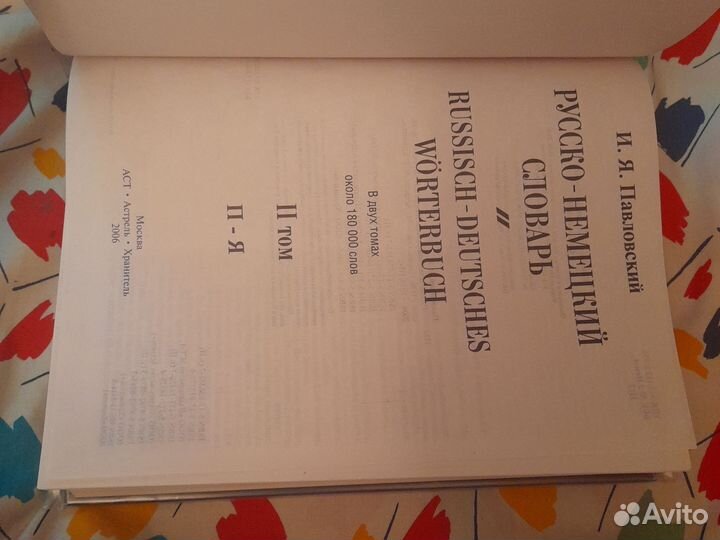 И. Я. Павловский
РУССКО-НЕМЕЦКИЙ
СЛОВАРЬ
//
RUSSISCH-DEUTSCHES
WÖRTERBUCH
В двух томах
около 180 000 слов
II том
П - Я
Москва
АСТ • Астрель • Хранитель
2006
Avito